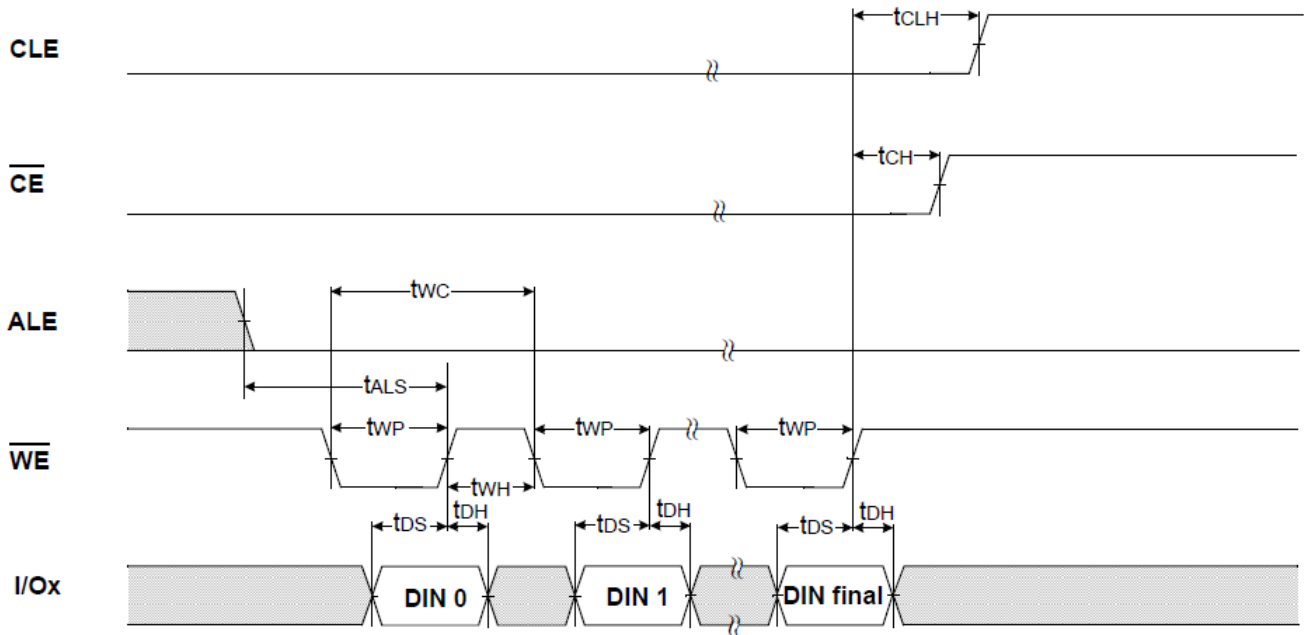 CLE
tCLH
CE
tCH
ALE
tWC
tALS
WE
tWP
tWP
tWP
tWH
tDS
tDH
tDS
tDH
tDS
tDH
I/Ox
DIN 0
DIN 1
DIN final